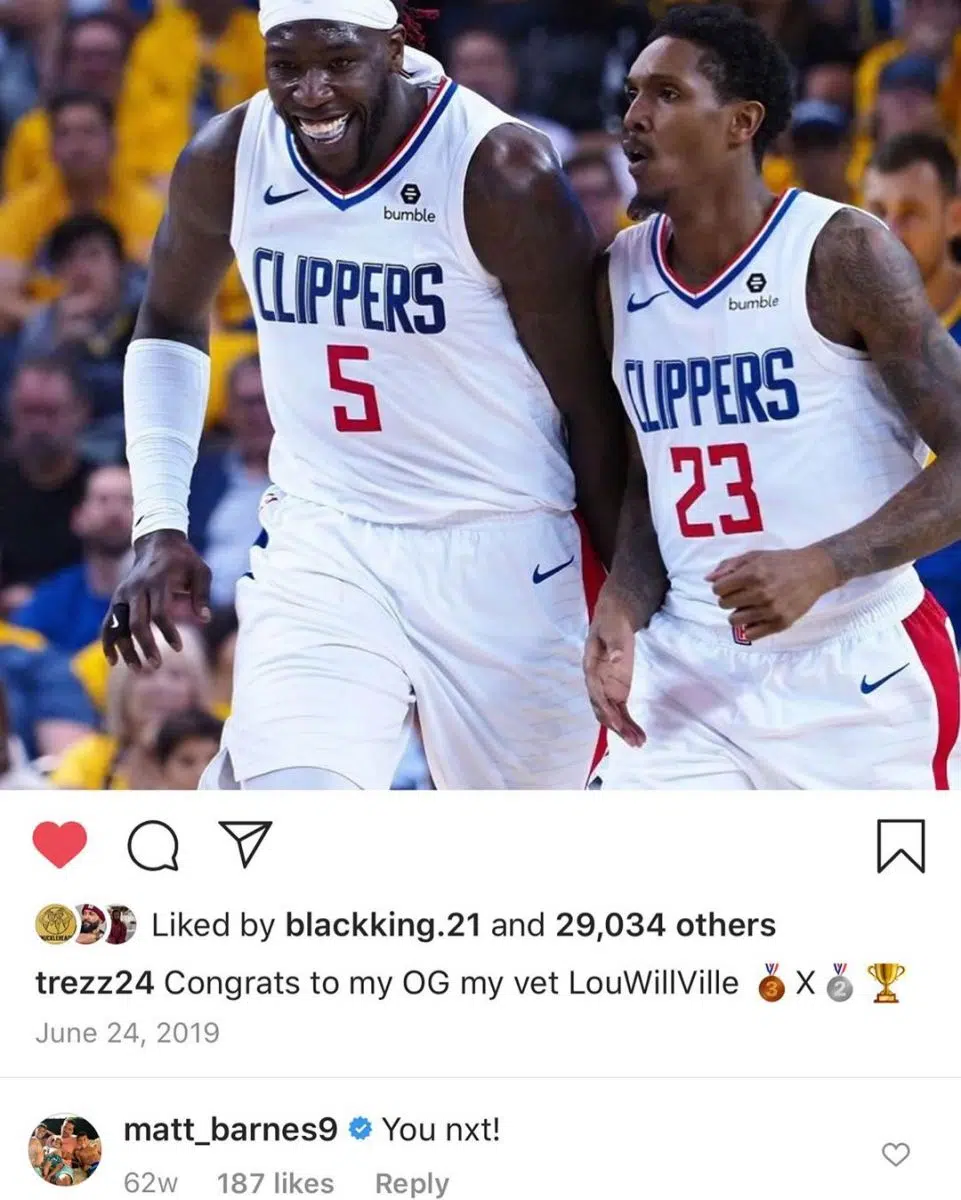 bumble
CLIPPERS
5
bumble
CLIPPERS
23
Liked by blackking.21 and 29,034 others
trezz24 Congrats to my OG my vet LouWillVille 🥉 X 🥈 🏆
June 24, 2019
matt_barnes9 You nxt!
62w 187 likes Reply